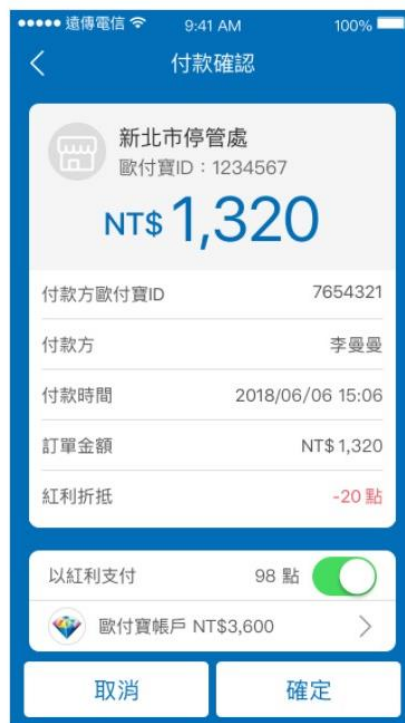 遠傳電信 9:41 AM 100%
付款確認
新北市停管處
歐付寶ID：1234567
NT$ 1,320
付款方歐付寶ID 7654321
付款方 李曼曼
付款時間 2018/06/06 15:06
訂單金額 NT$ 1,320
紅利折抵 -20 點
以紅利支付 98 點
歐付寶帳戶 NT$3,600
取消 確定